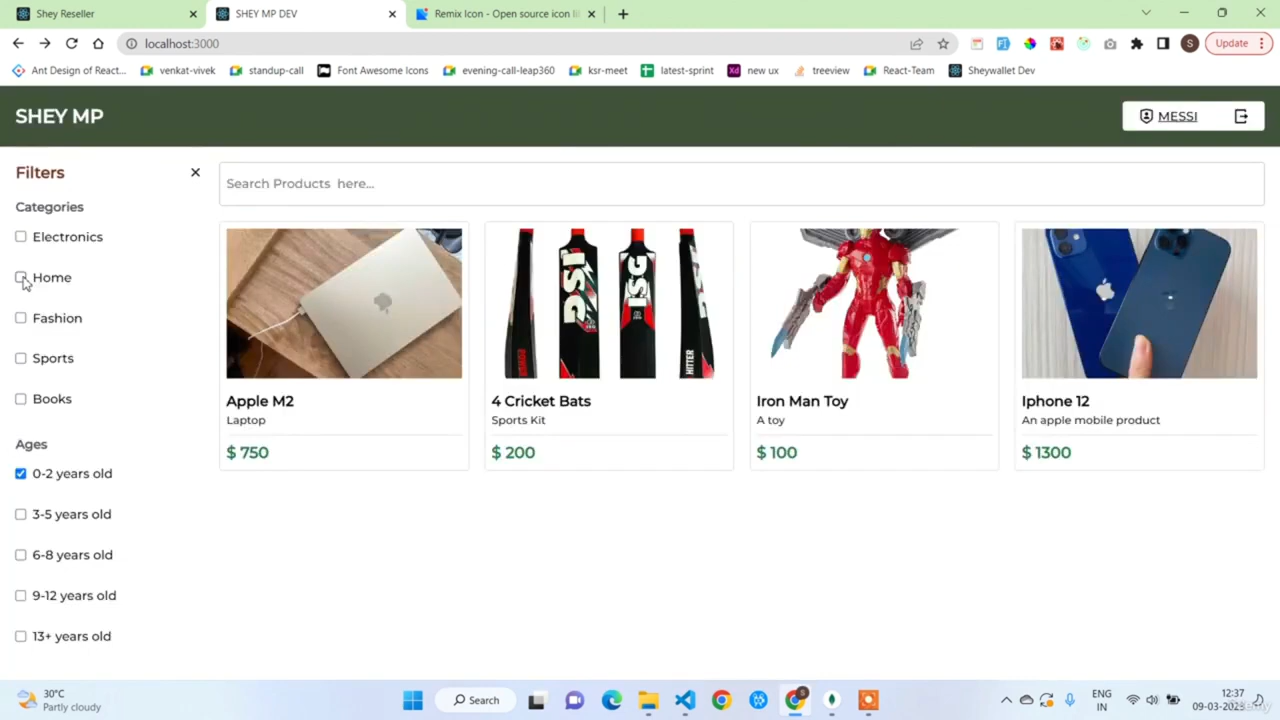 Shey Reseller
SHEY MP DEV
Remix Icon - Open source icon li
localhost:3000
S
Update
Ant Design of React...
venkat-vivek
standup-call
Font Awesome Icons
evening-call-leap360
ksr-meet
latest-sprint
Xd
new ux
treeview
React-Team
Sheywallet Dev
SHEY MP
MESSI
Filters
Search Products here...
Categories
Electronics
Home
Fashion
Sports
Books
Ages
0-2 years old
3-5 years old
6-8 years old
9-12 years old
13+ years old
ISG
ISG
HITTER
Apple M2
Laptop
$ 750
4 Cricket Bats
Sports Kit
$ 200
Iron Man Toy
A toy
$ 100
Iphone 12
An apple mobile product
$ 1300
30°C
Partly cloudy
Search
ENG
IN
12:37